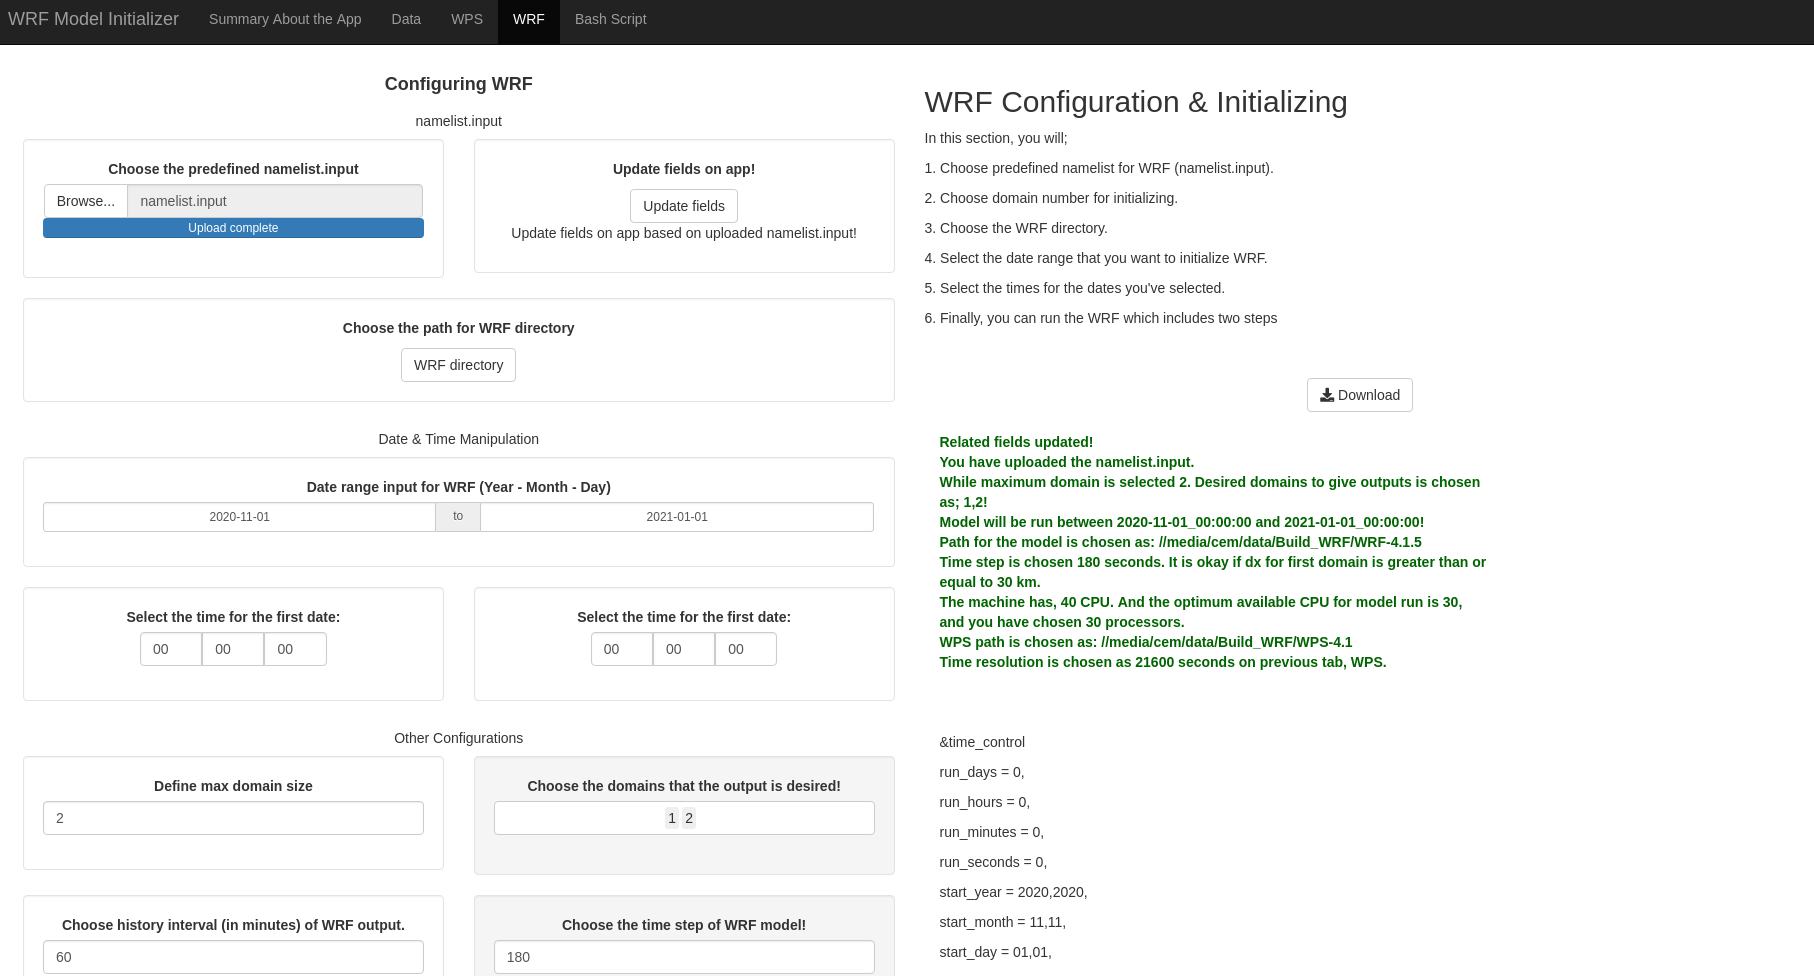 WRF Model Initializer Summary About the App Data WPS WRF Bash Script
Configuring WRF
namelist.input
Choose the predefined namelist.input
Browse... namelist.input
Upload complete
Update fields on app!
Update fields
Update fields on app based on uploaded namelist.input!
Choose the path for WRF directory
WRF directory
Date & Time Manipulation
Date range input for WRF (Year - Month - Day)
2020-11-01 to 2021-01-01
Select the time for the first date:
00 00 00
Select the time for the first date:
00 00 00
Other Configurations
Define max domain size
2
Choose the domains that the output is desired!
1 2
Choose history interval (in minutes) of WRF output.
60
Choose the time step of WRF model!
180
WRF Configuration & Initializing
In this section, you will;
1. Choose predefined namelist for WRF (namelist.input).
2. Choose domain number for initializing.
3. Choose the WRF directory.
4. Select the date range that you want to initialize WRF.
5. Select the times for the dates you've selected.
6. Finally, you can run the WRF which includes two steps
Download
Related fields updated!
You have uploaded the namelist.input.
While maximum domain is selected 2. Desired domains to give outputs is chosen
as; 1,2!
Model will be run between 2020-11-01_00:00:00 and 2021-01-01_00:00:00!
Path for the model is chosen as: //media/cem/data/Build_WRF/WRF-4.1.5
Time step is chosen 180 seconds. It is okay if dx for first domain is greater than or
equal to 30 km.
The machine has, 40 CPU. And the optimum available CPU for model run is 30,
and you have chosen 30 processors.
WPS path is chosen as: //media/cem/data/Build_WRF/WPS-4.1
Time resolution is chosen as 21600 seconds on previous tab, WPS.
&time_control
run_days = 0,
run_hours = 0,
run_minutes = 0,
run_seconds = 0,
start_year = 2020,2020,
start_month = 11,11,
start_day = 01,01,